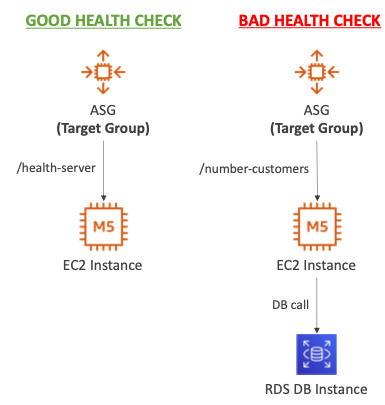 GOOD HEALTH CHECK
ASG
(Target Group)
/health-server
M5
EC2 Instance
BAD HEALTH CHECK
ASG
(Target Group)
/number-customers
M5
EC2 Instance
DB call
RDS DB Instance